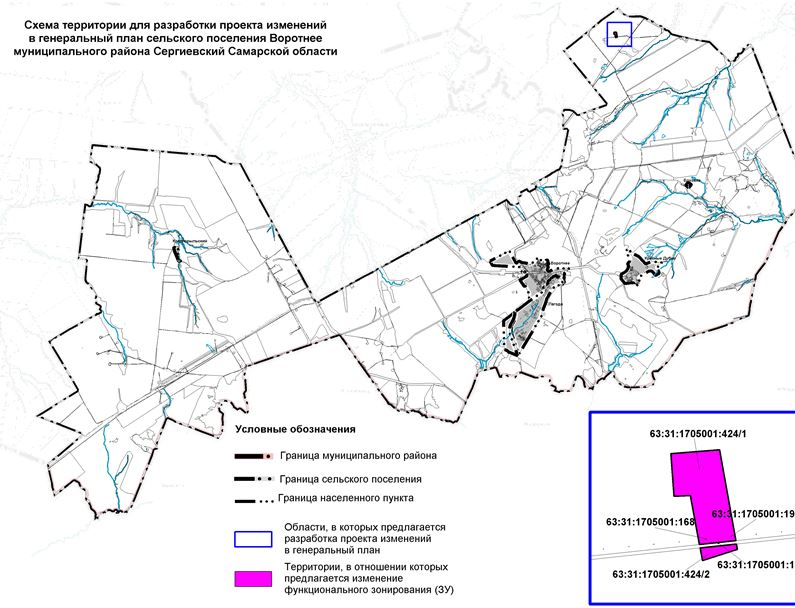 Схема территории для разработки проекта изменений
в генеральный план сельского поселения Воротнее
муниципального района Сергиевский Самарской области
Воротнее
Лагода
Красные Дубки
Условные обозначения
Граница муниципального района
Граница сельского поселения
Граница населенного пункта
Области, в которых предлагается
разработка проекта изменений
в генеральный план
Территории, в отношении которых
предлагается изменение
функционального зонирования (ЗУ)
63:31:1705001:424/1
63:31:1705001:19
63:31:1705001:168
63:31:1705001:1
63:31:1705001:424/2